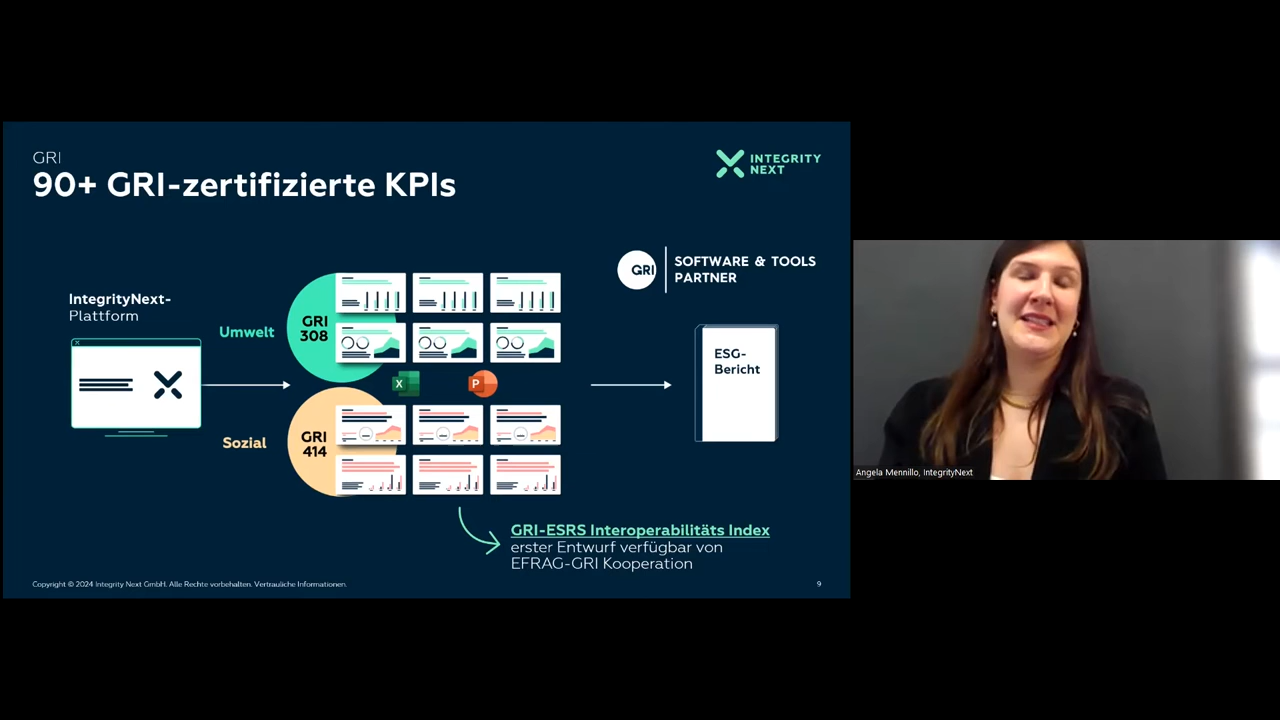 GRI
90+ GRI-zertifizierte KPIs
INTEGRITY
NEXT
GRI
SOFTWARE & TOOLS
PARTNER
IntegrityNext-
Plattform
Umwelt
GRI
308
X
P
Sozial
GRI
414
ESG-
Bericht
GRI-ESRS Interoperabilitäts Index
erster Entwurf verfügbar von
EFRAG-GRI Kooperation
Copyright © 2024 Integrity Next GmbH. Alle Rechte vorbehalten. Vertrauliche Informationen.
9
Angela Mennillo, IntegrityNext